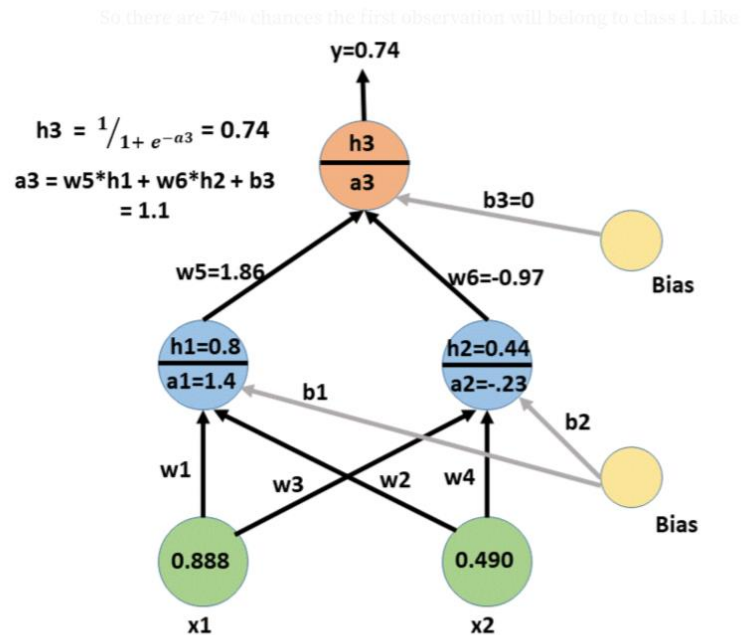 So there are 74% chances the first observation will belong to class 1. Like
y=0.74
h3 = 1/1+ e−a3 = 0.74
a3 = w5*h1 + w6*h2 + b3
= 1.1
h3
a3
b3=0
Bias
w5=1.86
w6=-0.97
h1=0.8
a1=1.4
h2=0.44
a2=-.23
b1
b2
w1
w3
w2
w4
Bias
0.888
0.490
x1
x2